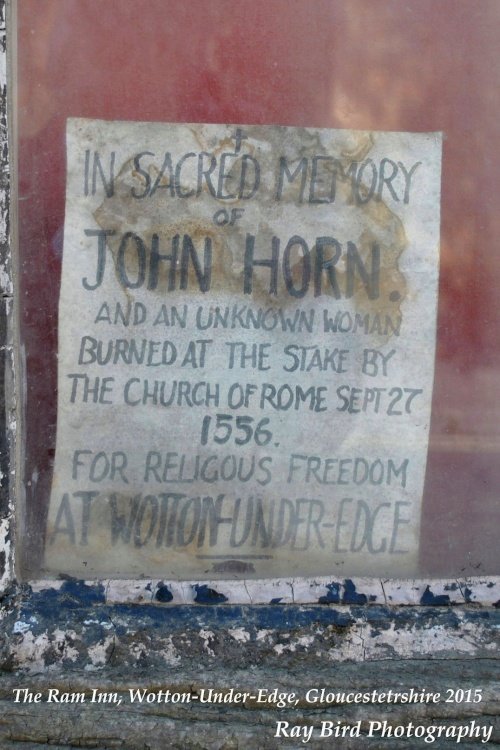 IN SACRED MEMORY
OF
JOHN HORN.
AND AN UNKNOWN WOMAN
BURNED AT THE STAKE BY
THE CHURCH OF ROME SEPT 27
1556.
FOR RELIGOUS FREEDOM
AT WOTTON-UNDER-EDGE
The Ram Inn, Wotton-Under-Edge, Gloucestetrshire 2015
Ray Bird Photography